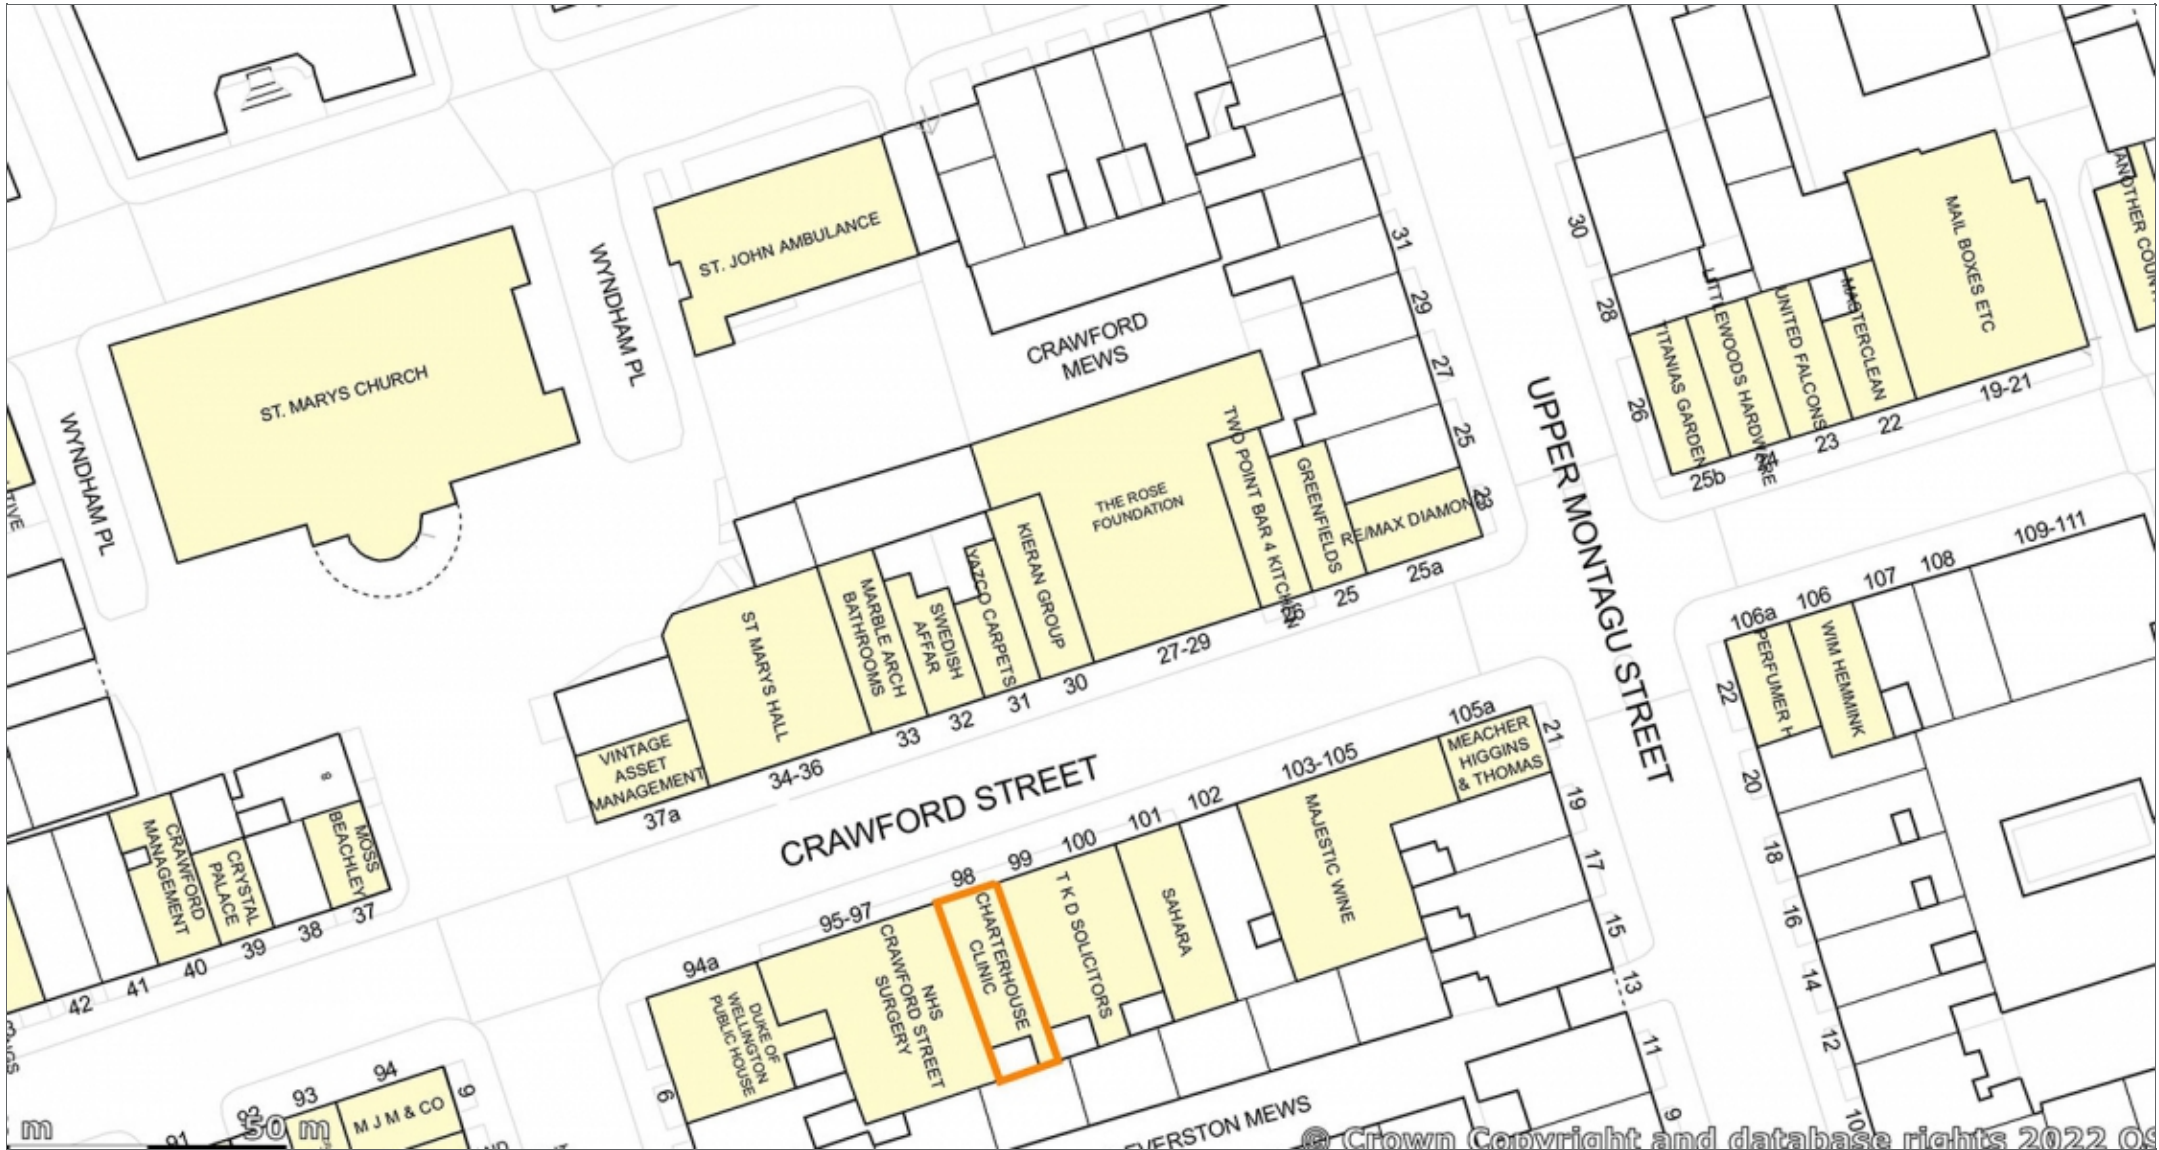 ST. JOHN AMBULANCE
WYNDHAM PL
ST. MARYS CHURCH
WYNDHAM PL
CRAWFORD
MEWS
31
29
27
25
23
30
28
26
TITANIAS GARDEN
LITTLEWOODS HARDWARE
UNITED FALCONS
MASTERCLEAN
MAIL BOXES ETC
25b
24
23
22
19-21
UPPER MONTAGU STREET
THE ROSE
FOUNDATION
TWO POINT BAR 4 KITCHEN
GREENFIELDS
RE/MAX DIAMOND
KIERAN GROUP
YAZCO CARPETS
SWEDISH
AFFAR
MARBLE ARCH
BATHROOMS
ST MARYS HALL
VINTAGE
ASSET
MANAGEMENT
37a
34-36
33
32
31
30
27-29
25
25a
CRAWFORD STREET
106a
106
107
108
109-111
PERFUMER H
WIM HEMMINK
22
20
18
16
14
12
10
8
MOSS
BEACHLEY
CRYSTAL
PALACE
CRAWFORD
MANAGEMENT
42
41
40
39
38
37
94a
95-97
98
99
100
101
102
103-105
105a
MEACHER
HIGGINS
& THOMAS
21
19
17
15
13
11
9
MAJESTIC WINE
SAHARA
T K D SOLICITORS
CHARTERHOUSE
CLINIC
NHS
CRAWFORD STREET
SURGERY
DUKE OF
WELLINGTON
PUBLIC HOUSE
91
92
93
94
9
M J M & CO
50 m
m
© Crown Copyright and database rights 2022 OS